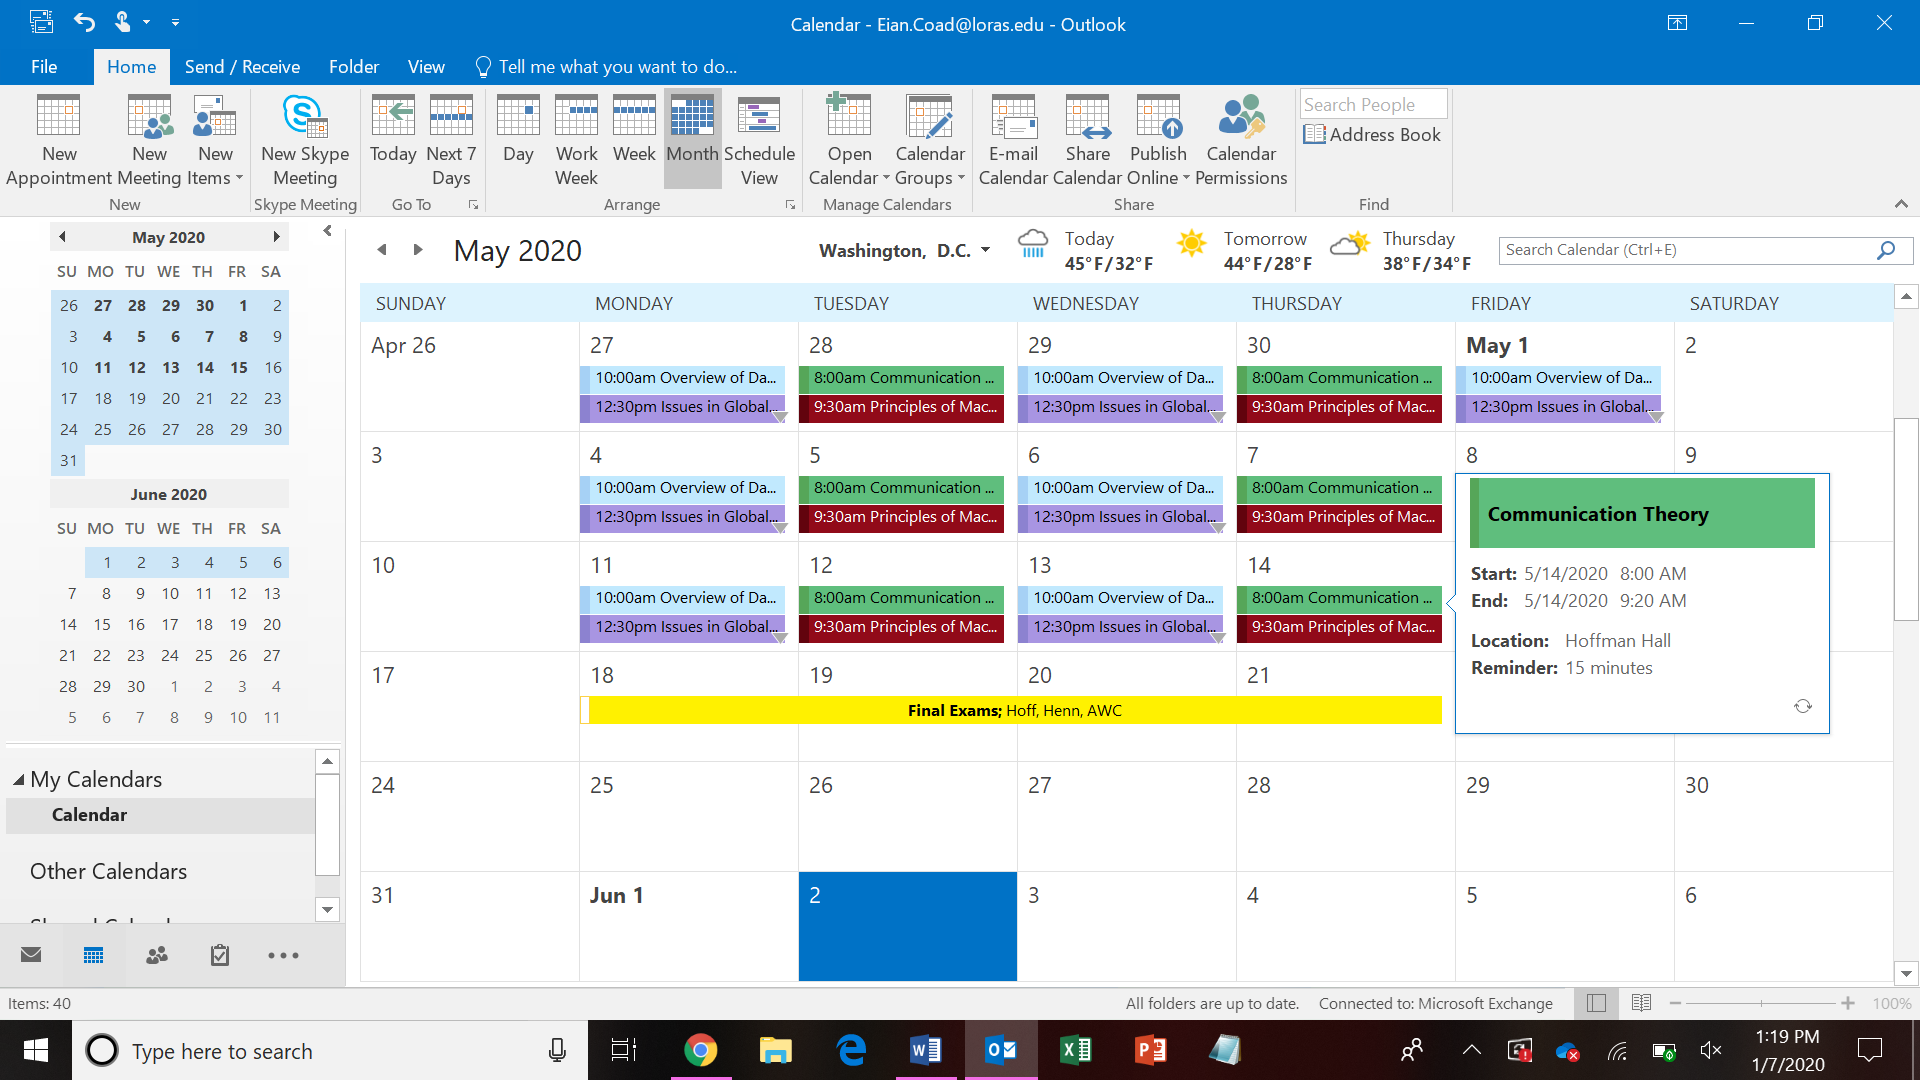 Calendar - Eian.Coad@loras.edu - Outlook
File Home Send / Receive Folder View Tell me what you want to do...
New Appointment
New Meeting
New Items
New
New Skype Meeting
Skype Meeting
Today
Next 7 Days
Go To
Day
Work Week
Week
Month
Schedule View
Arrange
Open Calendar
Calendar Groups
Manage Calendars
E-mail Calendar
Share Calendar
Publish Online
Calendar Permissions
Share
Search People
Address Book
Find
May 2020
SU MO TU WE TH FR SA
26 27 28 29 30 1 2
3 4 5 6 7 8 9
10 11 12 13 14 15 16
17 18 19 20 21 22 23
24 25 26 27 28 29 30
31
June 2020
SU MO TU WE TH FR SA
1 2 3 4 5 6
7 8 9 10 11 12 13
14 15 16 17 18 19 20
21 22 23 24 25 26 27
28 29 30 1 2 3 4
5 6 7 8 9 10 11
My Calendars
Calendar
Other Calendars
May 2020
Washington, D.C.
Today
45°F/32°F
Tomorrow
44°F/28°F
Thursday
38°F/34°F
Search Calendar (Ctrl+E)
SUNDAY MONDAY TUESDAY WEDNESDAY THURSDAY FRIDAY SATURDAY
Apr 26 27 28 29 30 May 1 2
10:00am Overview of Da... 8:00am Communication ... 10:00am Overview of Da... 8:00am Communication ... 10:00am Overview of Da...
12:30pm Issues in Global... 9:30am Principles of Mac... 12:30pm Issues in Global... 9:30am Principles of Mac... 12:30pm Issues in Global...
3 4 5 6 7 8 9
10:00am Overview of Da... 8:00am Communication ... 10:00am Overview of Da... 8:00am Communication ...
12:30pm Issues in Global... 9:30am Principles of Mac... 12:30pm Issues in Global... 9:30am Principles of Mac...
10 11 12 13 14
10:00am Overview of Da... 8:00am Communication ... 10:00am Overview of Da... 8:00am Communication ...
12:30pm Issues in Global... 9:30am Principles of Mac... 12:30pm Issues in Global... 9:30am Principles of Mac...
Communication Theory
Start: 5/14/2020 8:00 AM
End: 5/14/2020 9:20 AM
Location: Hoffman Hall
Reminder: 15 minutes
17 18 19 20 21
Final Exams; Hoff, Henn, AWC
24 25 26 27 28 29 30
31 Jun 1 2 3 4 5 6
Items: 40
All folders are up to date. Connected to: Microsoft Exchange
100%
Type here to search
1:19 PM
1/7/2020